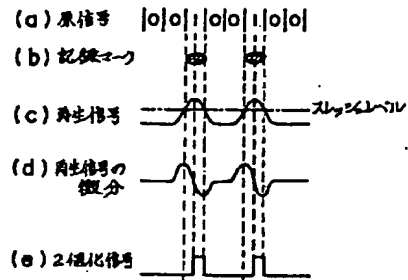 (a) 原信号 |0|0|1|0|0|1|0|0|
(b) 記録マーク
(c) 再生信号 スレッショレベル
(d) 再生信号の
微分
(e) 2値化信号